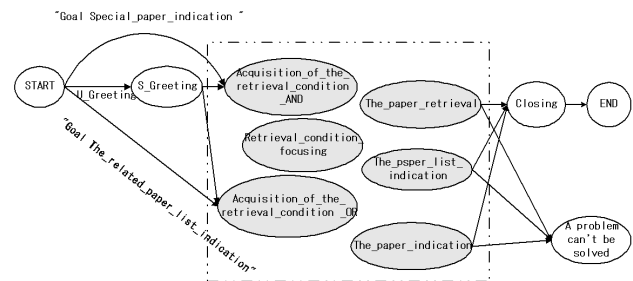 "Goal Special_paper_indication "
START
U_Greeting
S_Greeting
Acquisition_of_the_
retrieval_condition
_AND
Retrieval_condition_
focusing
Acquisition_of_the_
retrieval_condition _OR
"Goal The_related_paper_list_indication"
The_paper_retrieval
The_psper_list_
indication
The_paper_indication
Closing
END
A problem
can't be
solved